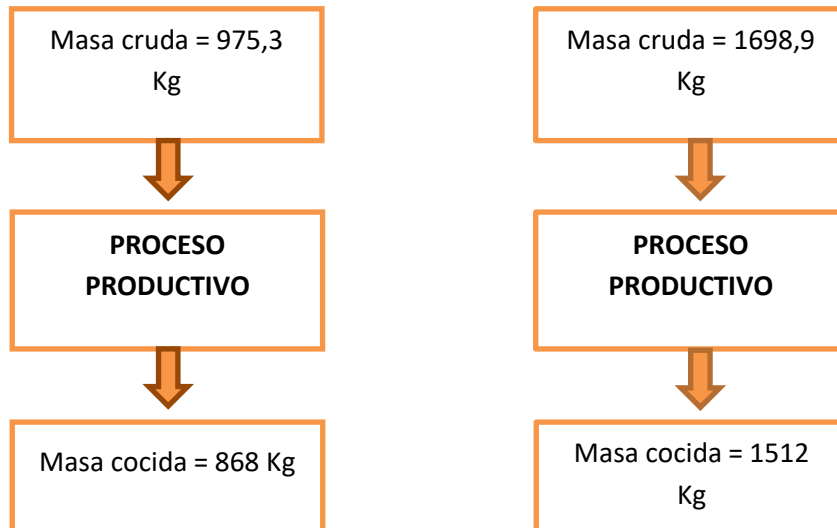 Masa cruda = 975,3
Kg
PROCESO
PRODUCTIVO
Masa cocida = 868 Kg
Masa cruda = 1698,9
Kg
PROCESO
PRODUCTIVO
Masa cocida = 1512
Kg